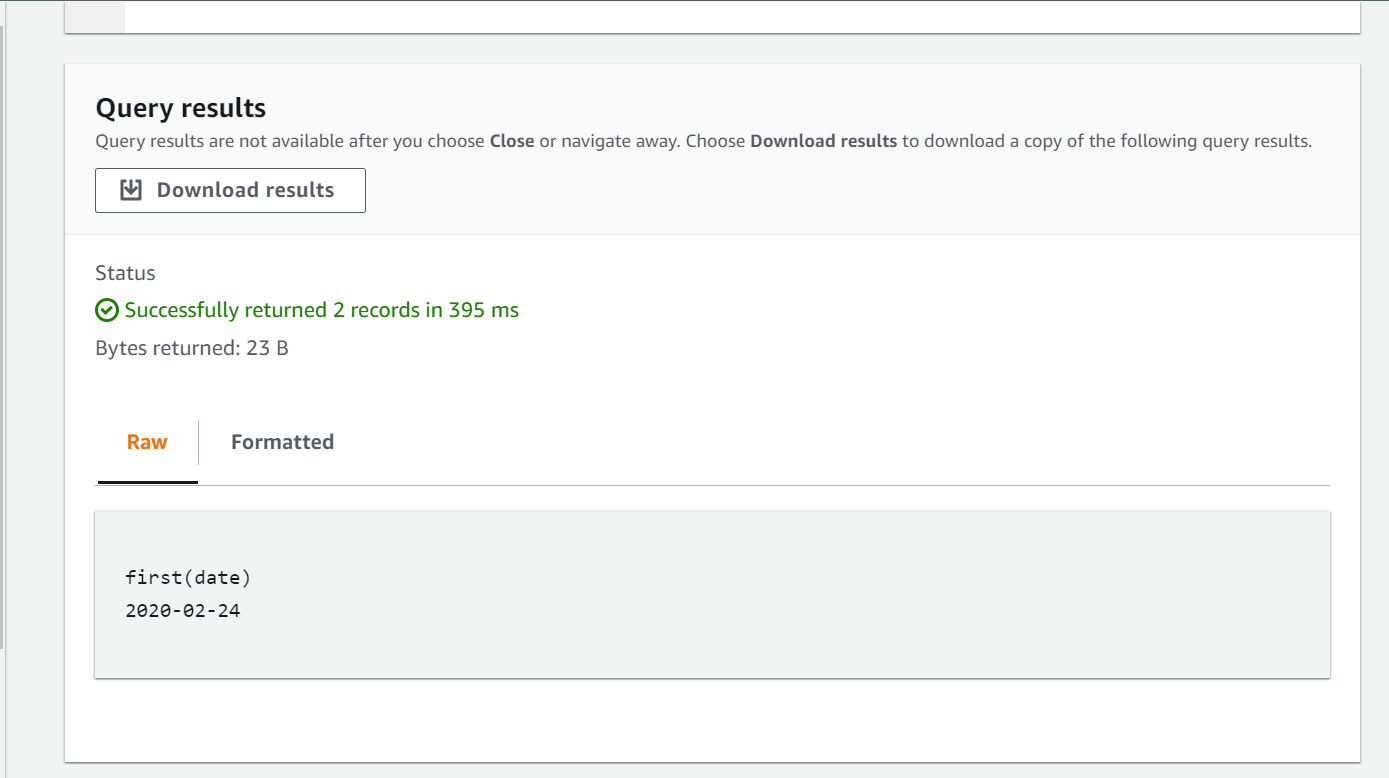 Query results
Query results are not available after you choose Close or navigate away. Choose Download results to download a copy of the following query results.
Download results
Status
Successfully returned 2 records in 395 ms
Bytes returned: 23 B
Raw
Formatted
first(date)
2020-02-24